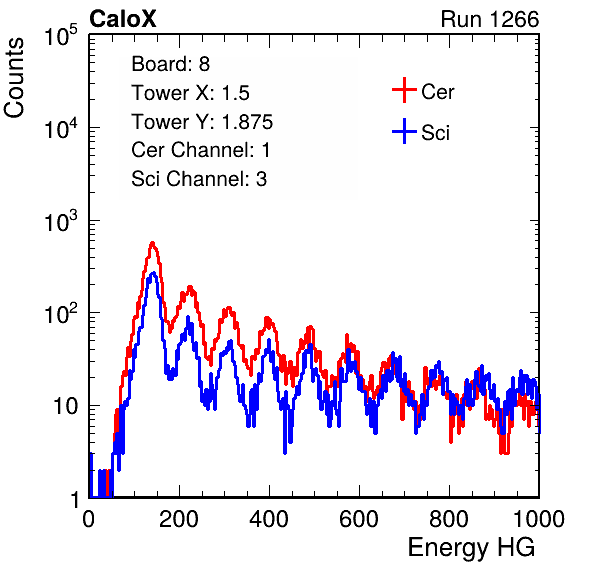 CaloX Run 1266
Counts
Board: 8
Tower X: 1.5
Tower Y: 1.875
Cer Channel: 1
Sci Channel: 3
Cer
Sci
10^5
10^4
10^3
10^2
10
1
0 200 400 600 800 1000
Energy HG